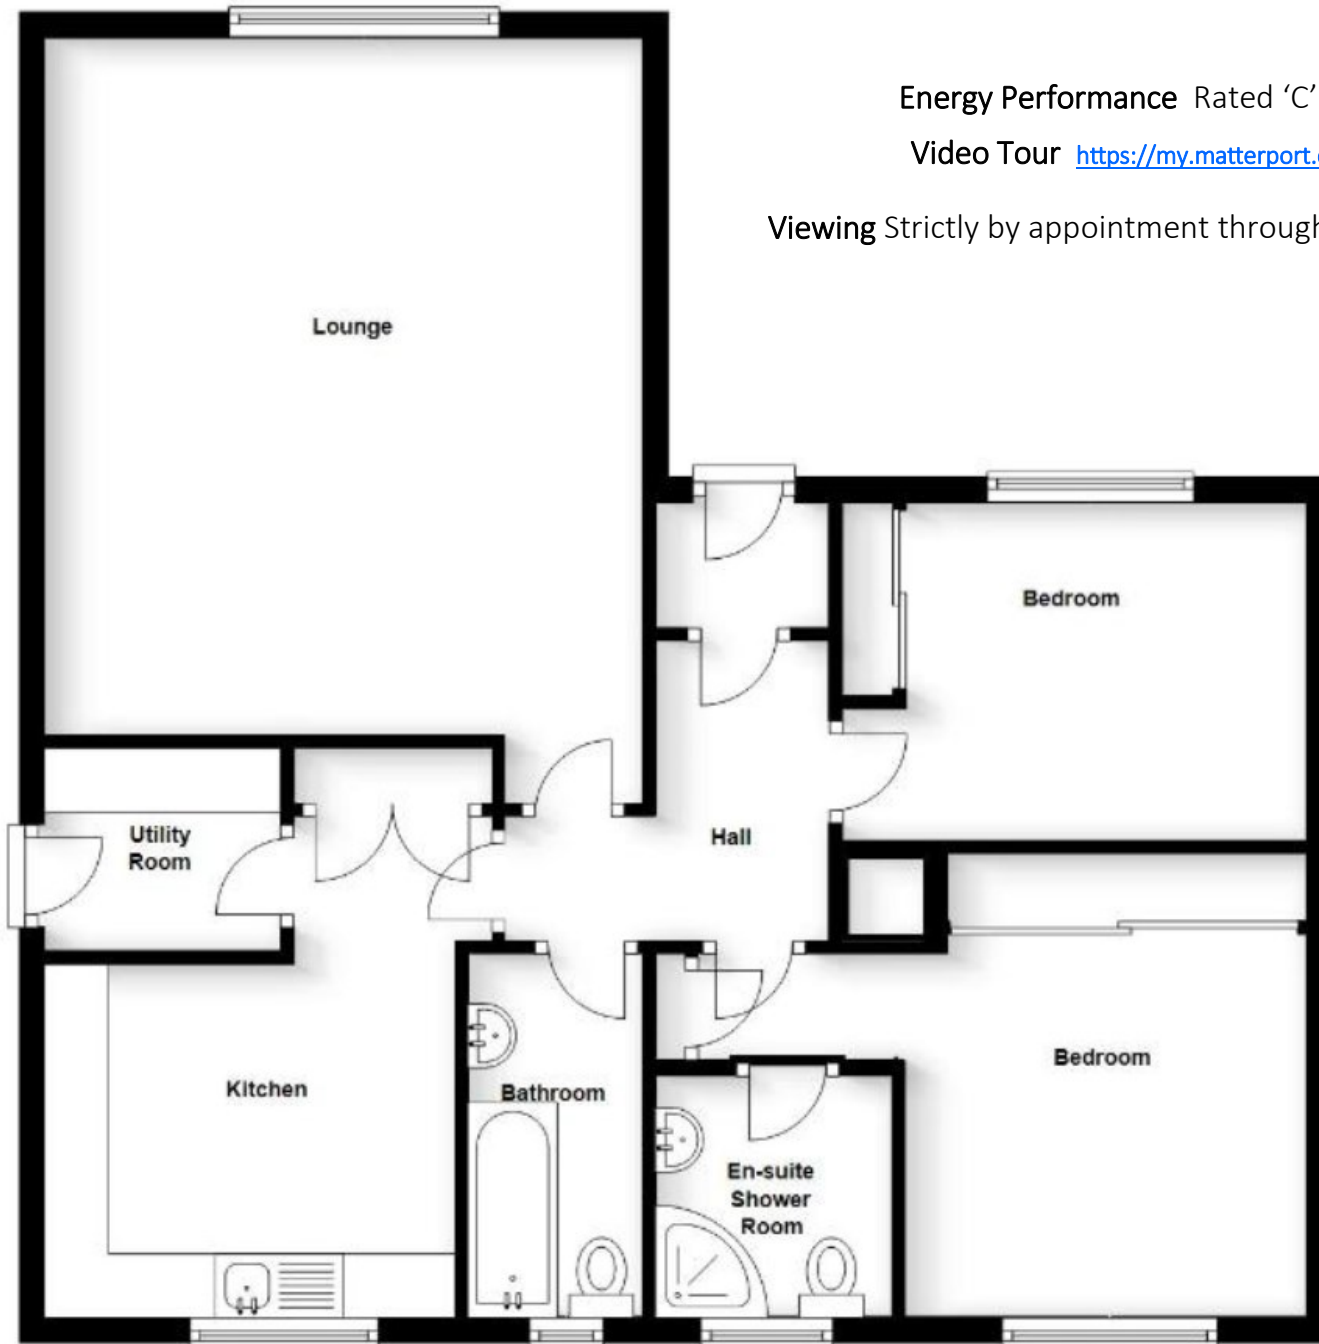 Energy Performance Rated ‘C’
Video Tour https://my.matterport.
Viewing Strictly by appointment through
Lounge
Bedroom
Utility
Room
Hall
Kitchen
Bathroom
Bedroom
En-suite
Shower
Room